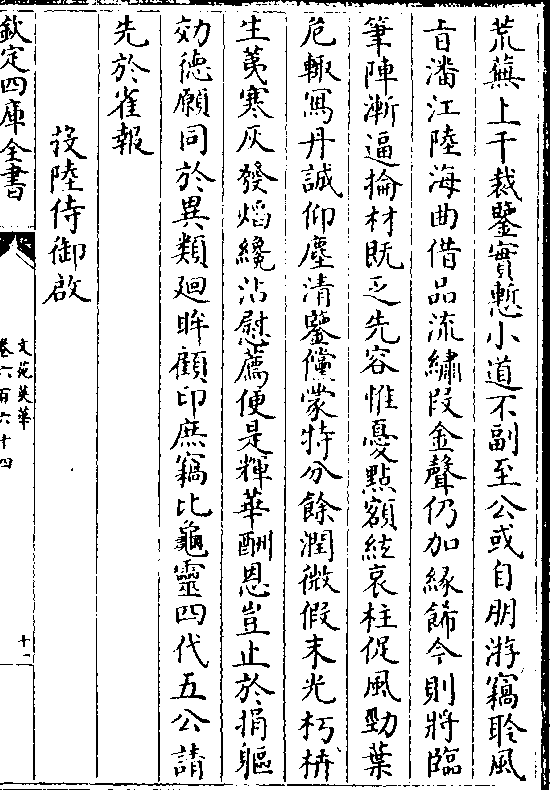 荒蕪上干裁鑒實慙小道不副至公或自朋游竊聆風
旨潘江陸海曲借品流繡段金聲仍加緣飾今則將臨
筆陣漸逼掄材既乏先容惟憂點額絃哀柱促風勁葉
危輙寫丹誠仰塵清鑒儻蒙特分餘潤微假末光朽枿
生荑寒灰發熖纔沾慰薦便是輝華酬恩豈止於捐軀
効德願同於異類廻眸顧印庶竊比龜靈四代五公請
先於雀報
投陸侍御啟
欽定四庫全書
文苑英華
卷六百六十四
十二